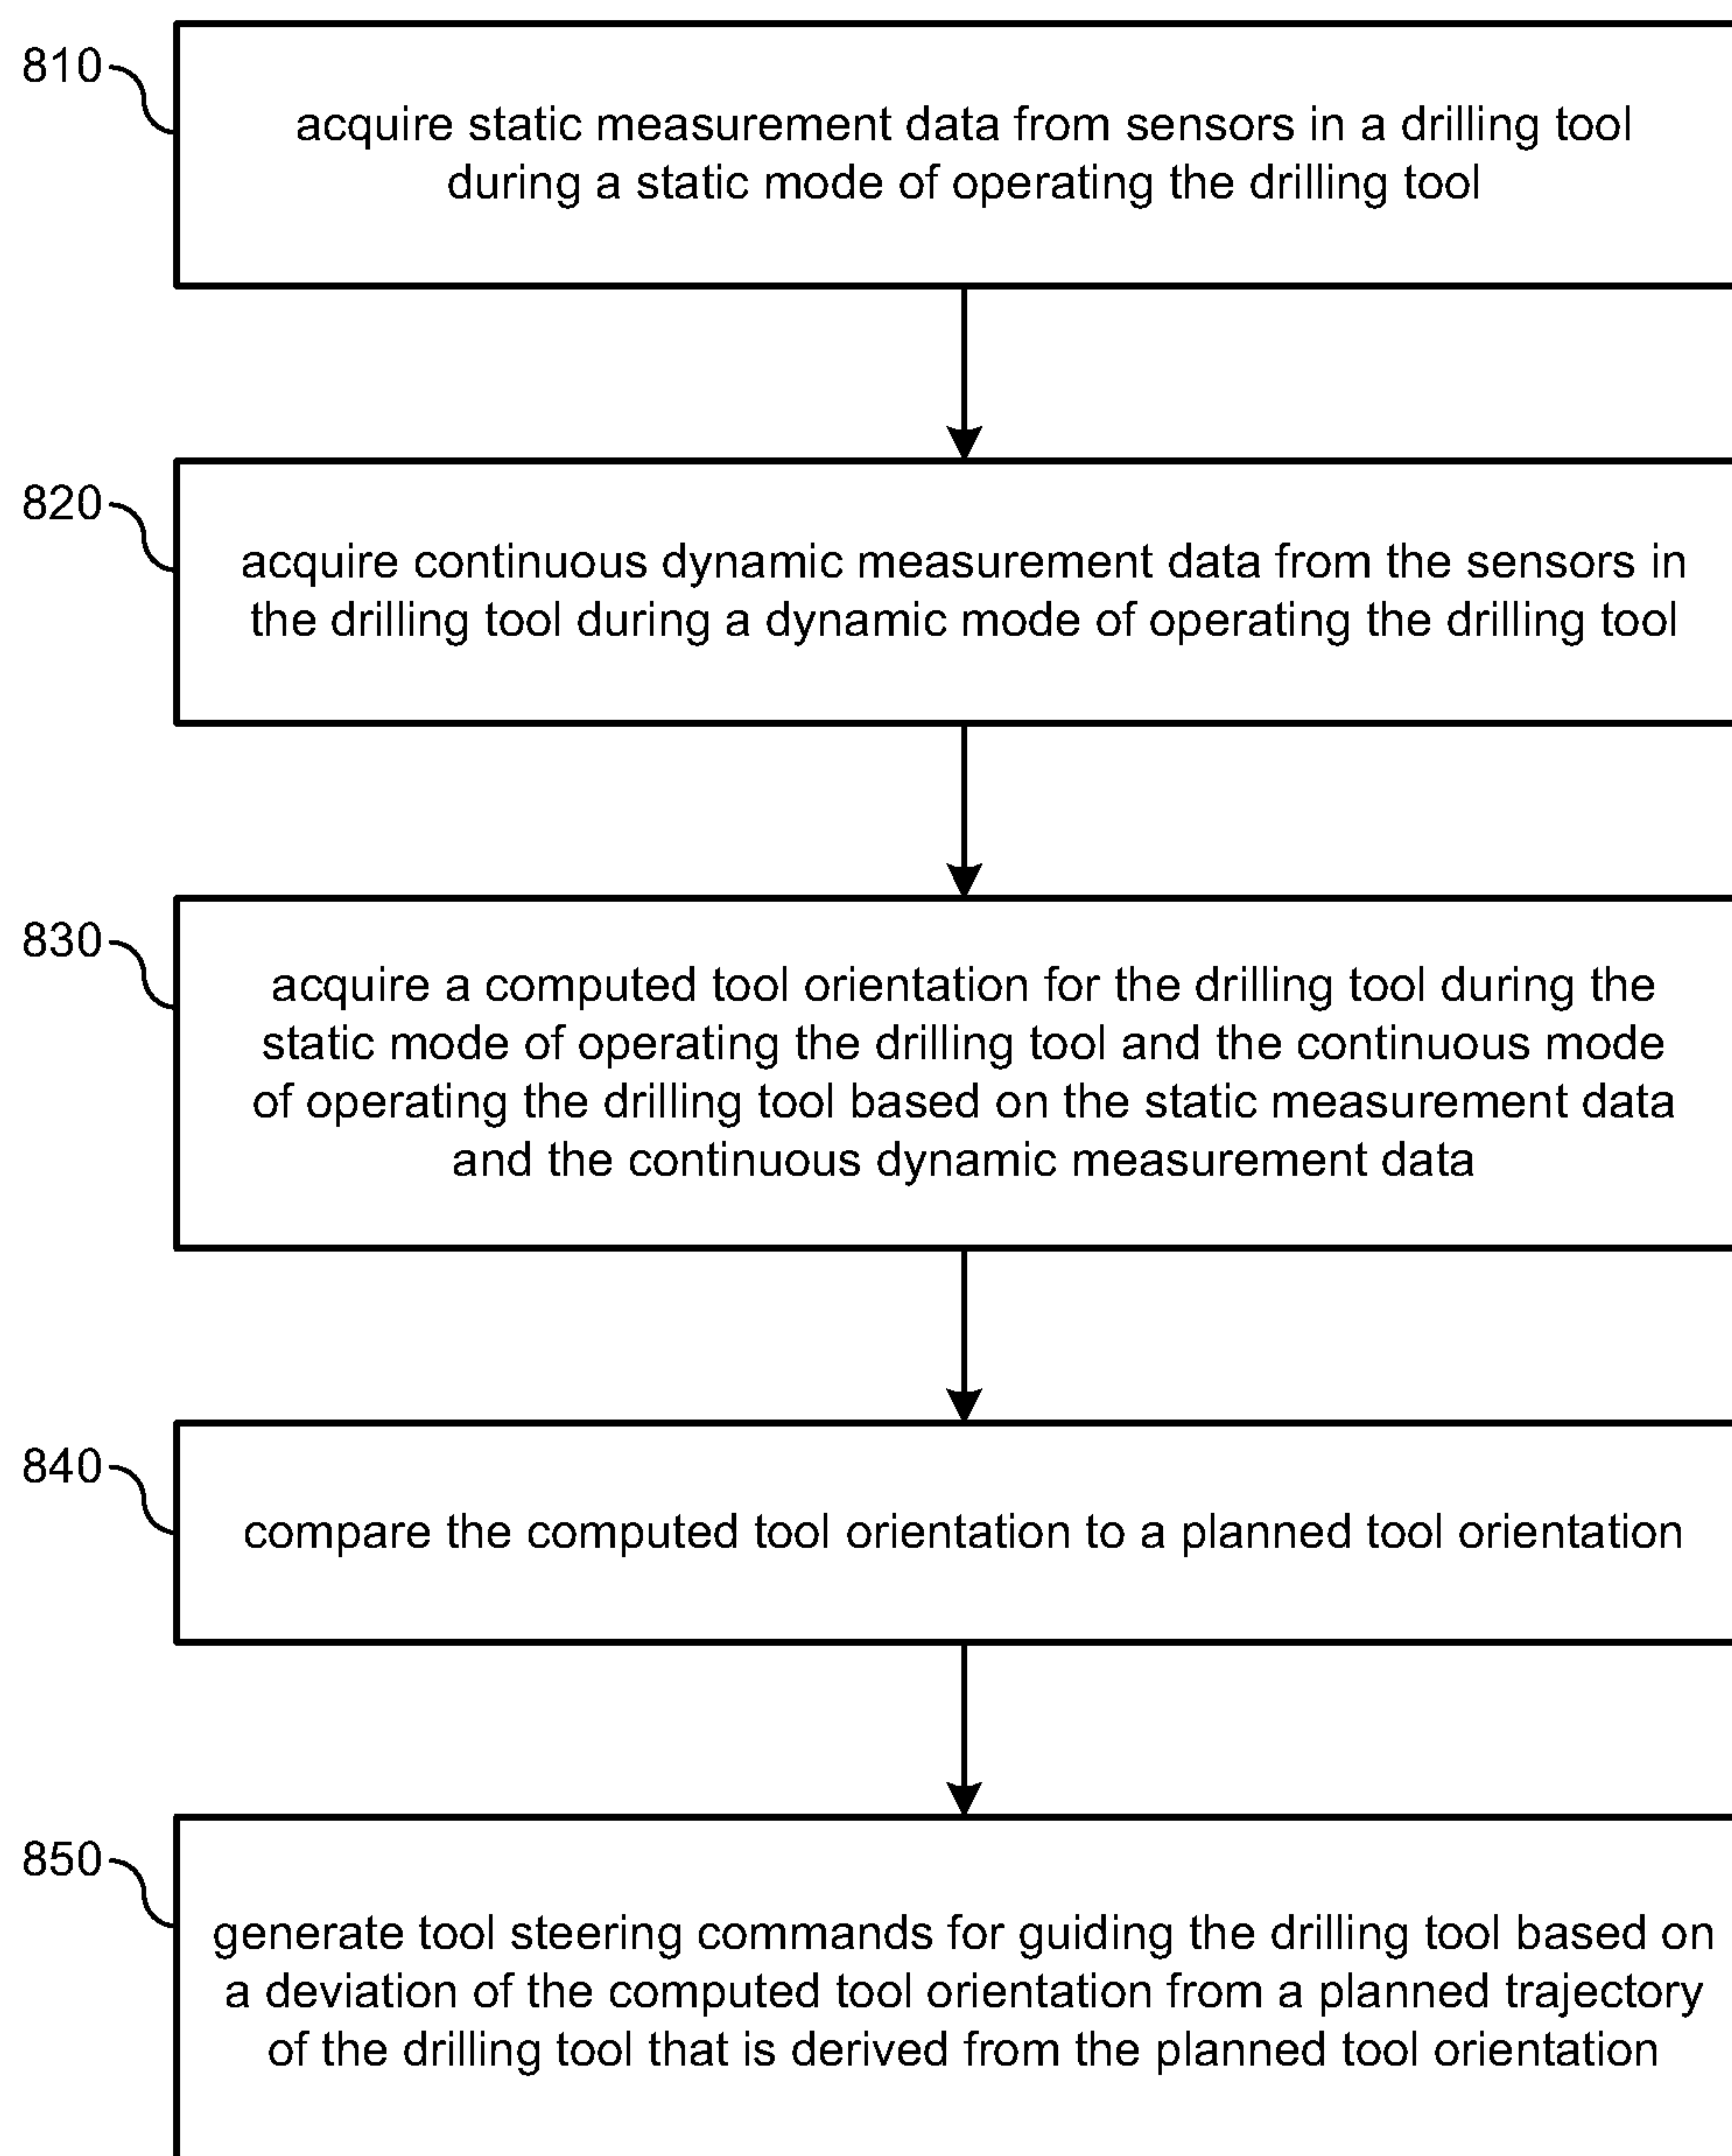 810
acquire static measurement data from sensors in a drilling tool
during a static mode of operating the drilling tool
820
acquire continuous dynamic measurement data from the sensors in
the drilling tool during a dynamic mode of operating the drilling tool
830
acquire a computed tool orientation for the drilling tool during the
static mode of operating the drilling tool and the continuous mode
of operating the drilling tool based on the static measurement data
and the continuous dynamic measurement data
840
compare the computed tool orientation to a planned tool orientation
850
generate tool steering commands for guiding the drilling tool based on
a deviation of the computed tool orientation from a planned trajectory
of the drilling tool that is derived from the planned tool orientation